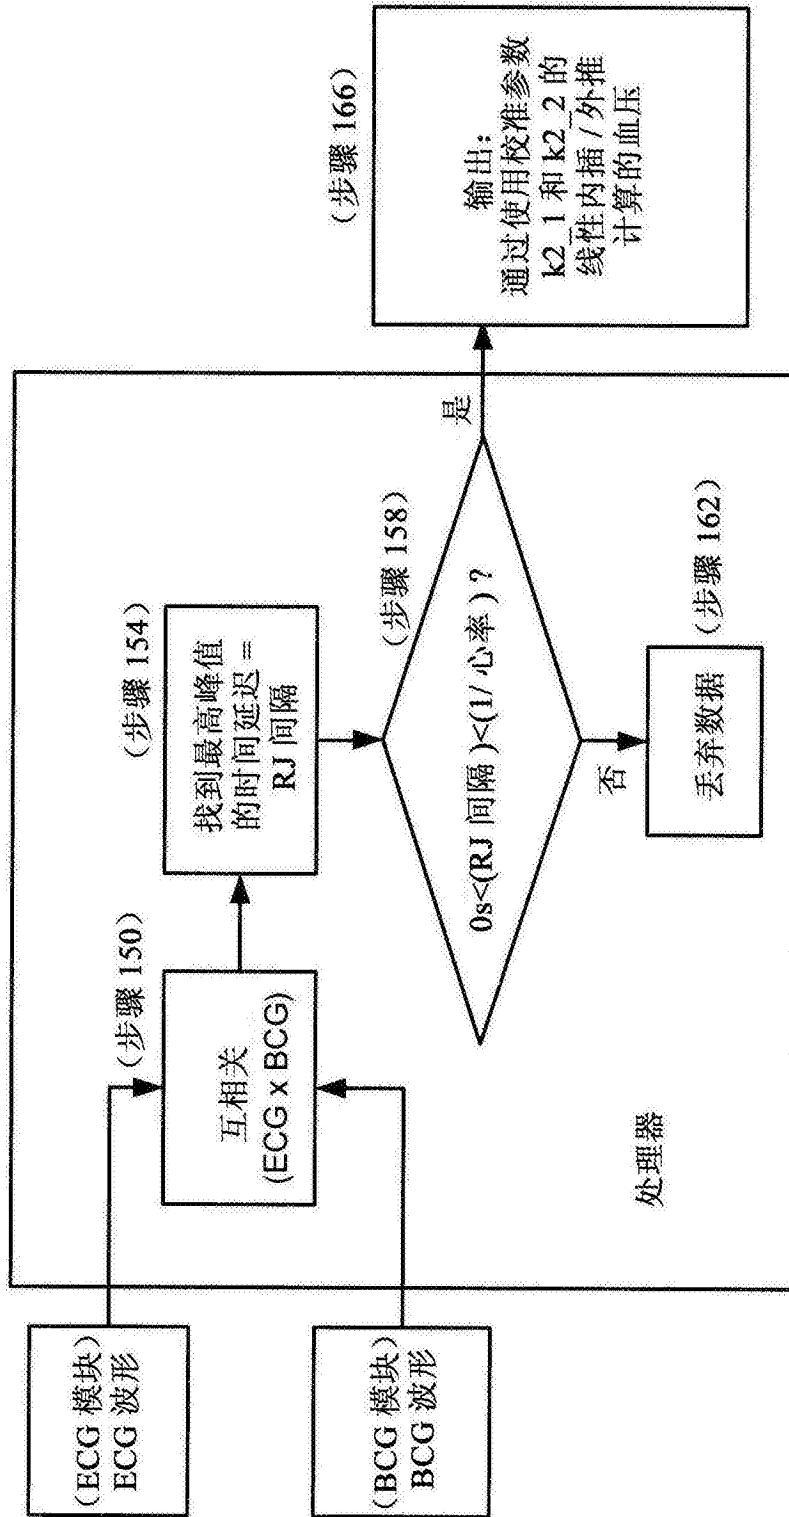 (ECG 模块)
ECG 波形
(BCG 模块)
BCG 波形
(步骤 150)
互相关
(ECG x BCG)
(步骤 154)
找到最高峰值
的时间延迟 =
RJ 间隔
(步骤 158)
0s<(RJ 间隔)<(1/ 心率) ?
是
否
(步骤 162)
丢弃数据
处理器
(步骤 166)
输出:
通过使用校准参数
k2_1 和 k2_2 的
线性内插 / 外推
计算的血压